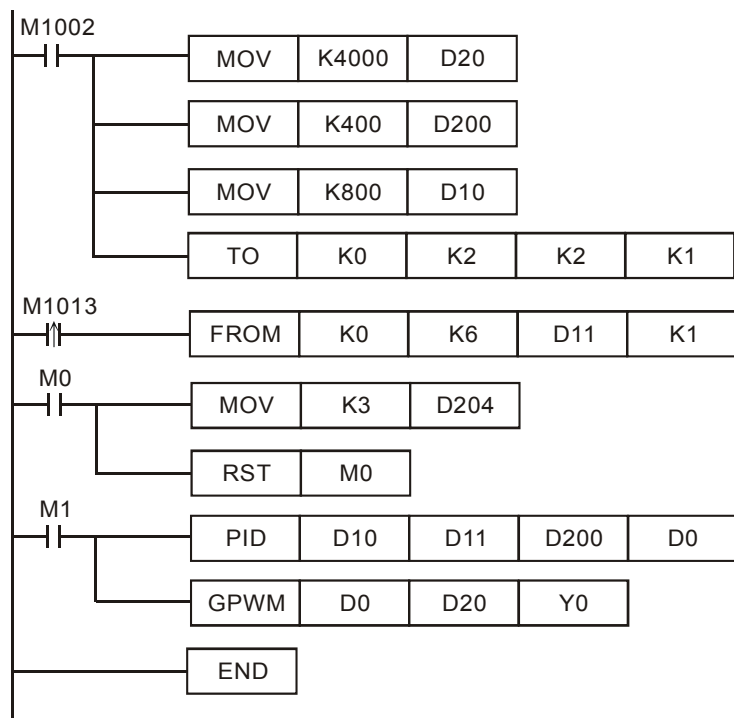 M1002
MOV K4000 D20
MOV K400 D200
MOV K800 D10
TO K0 K2 K2 K1
M1013
FROM K0 K6 D11 K1
M0
MOV K3 D204
RST M0
M1
PID D10 D11 D200 D0
GPWM D0 D20 Y0
END